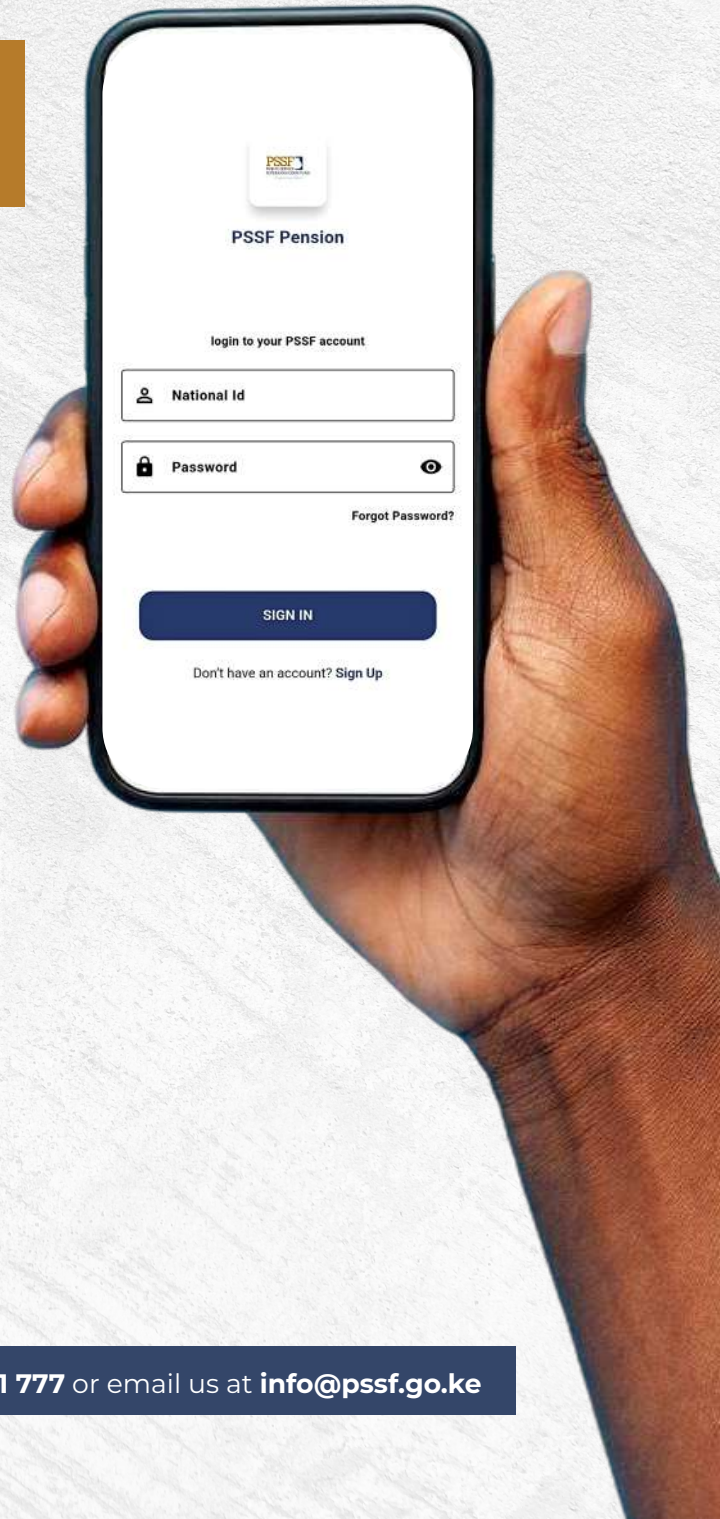 PSSF
PSSF Pension
login to your PSSF account
National Id
Password
Forgot Password?
SIGN IN
Don't have an account? Sign Up
1 777 or email us at info@pssf.go.ke